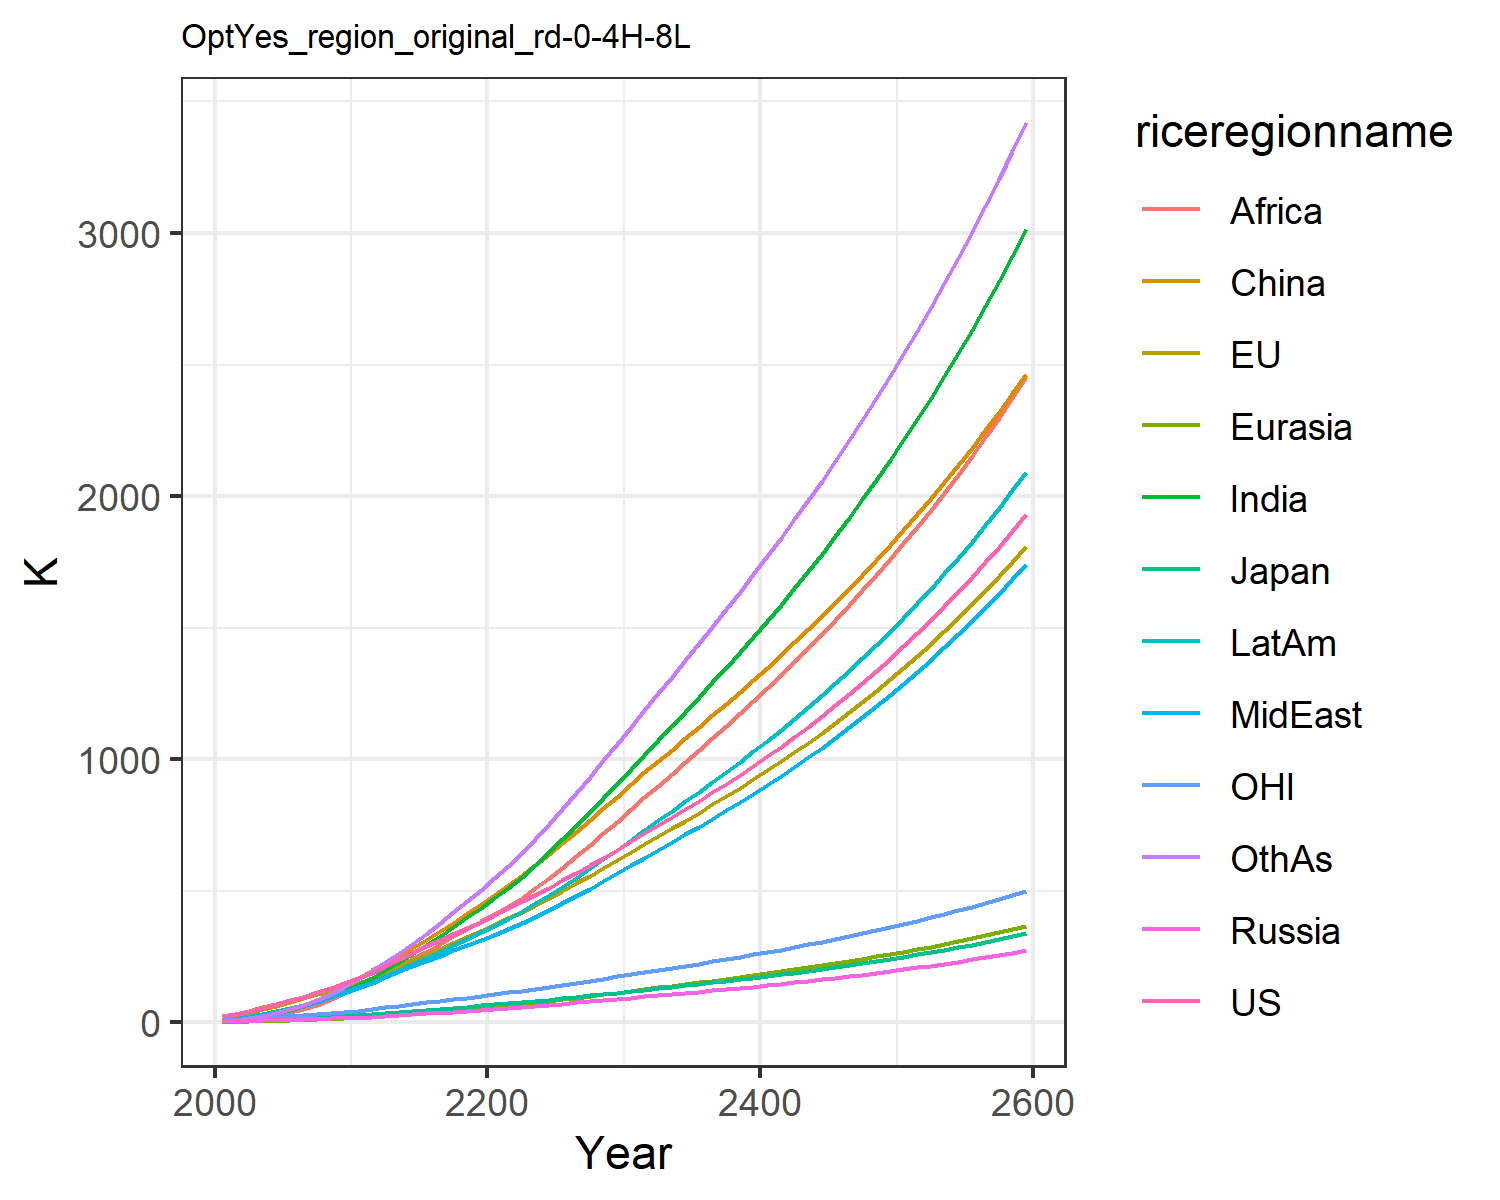 OptYes_region_original_rd-0-4H-8L
riceregionname
Africa
China
EU
Eurasia
India
Japan
LatAm
MidEast
OHI
OthAs
Russia
US
K
3000
2000
1000
0
2000
2200
2400
2600
Year